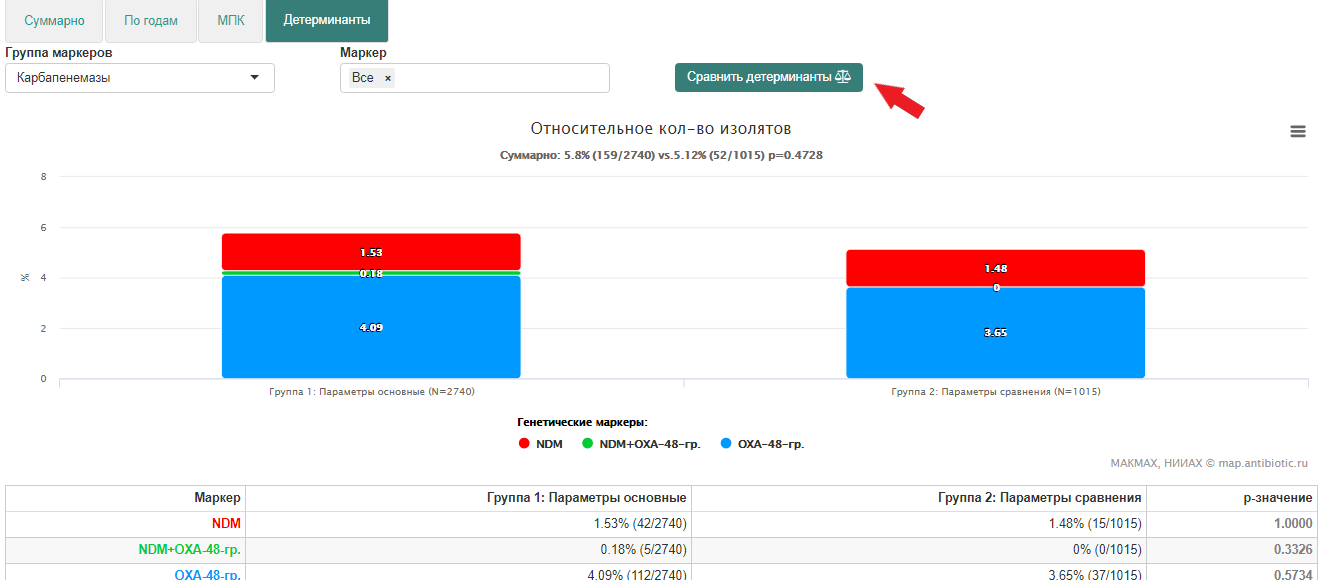 Суммарно По годам МПК Детерминанты
Группа маркеров Маркер
Карбапенемазы Все × Сравнить детерминанты
Относительное кол-во изолятов
Суммарно: 5.8% (159/2740) vs.5.12% (52/1015) p=0.4728
8
6
1.53
1.48
% 4 0.18 0
4.09 3.65
2
0
Группа 1: Параметры основные (N=2740) Группа 2: Параметры сравнения (N=1015)
Генетические маркеры:
NDM NDM+OXA-48-гр. OXA-48-гр.
МАКМАХ, НИИАХ © map.antibiotic.ru
Маркер Группа 1: Параметры основные Группа 2: Параметры сравнения р-значение
NDM 1.53% (42/2740) 1.48% (15/1015) 1.0000
NDM+OXA-48-гр. 0.18% (5/2740) 0% (0/1015) 0.3326
OXA-48-гр. 4.09% (112/2740) 3.65% (37/1015) 0.5734